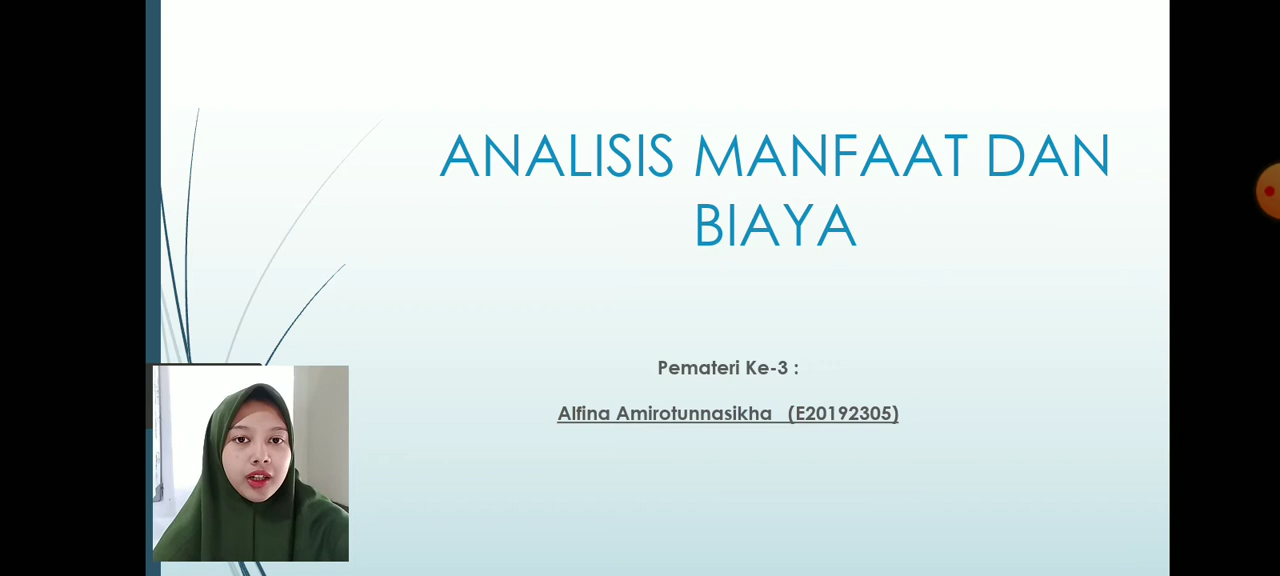 ANALISIS MANFAAT DAN
BIAYA
Pemateri Ke-3 :
Alfina Amirotunnasikha (E20192305)